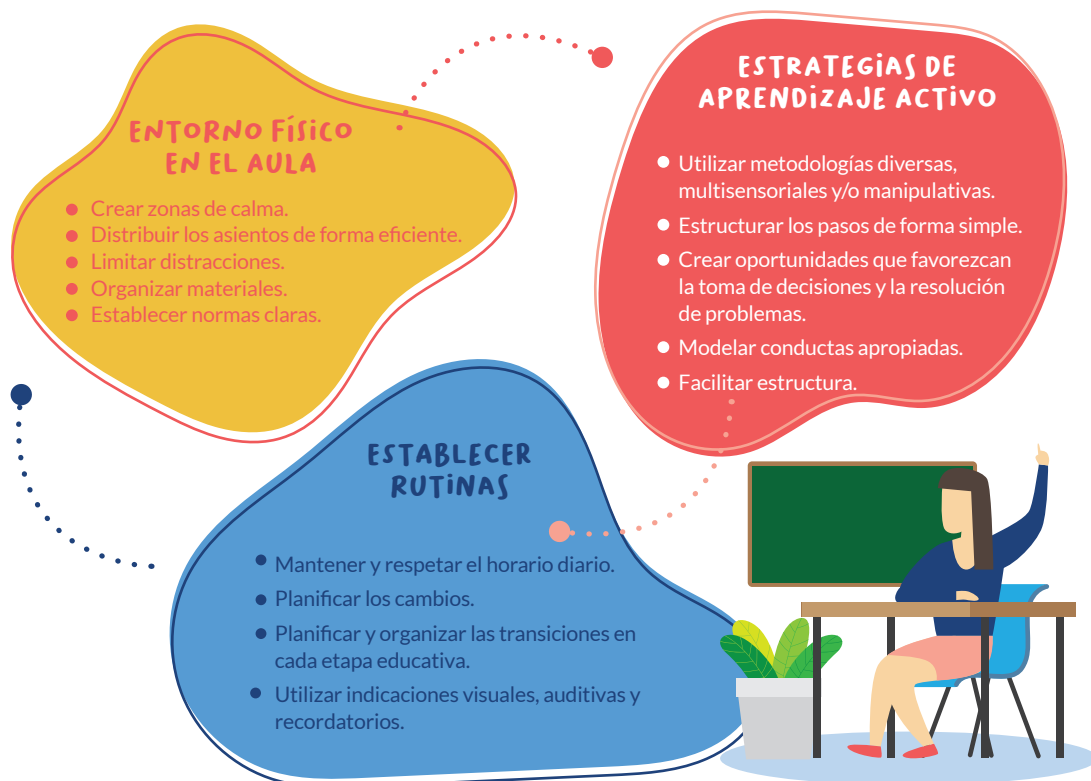 ENTORNO FÍSICO
EN EL AULA
Crear zonas de calma.
Distribuir los asientos de forma eficiente.
Limitar distracciones.
Organizar materiales.
Establecer normas claras.
ESTRATEGIAS DE
APRENDIZAJE ACTIVO
Utilizar metodologías diversas,
multisensoriales y/o manipulativas.
Estructurar los pasos de forma simple.
Crear oportunidades que favorezcan
la toma de decisiones y la resolución
de problemas.
Modelar conductas apropiadas.
Facilitar estructura.
ESTABLECER
RUTINAS
Mantener y respetar el horario diario.
Planificar los cambios.
Planificar y organizar las transiciones en
cada etapa educativa.
Utilizar indicaciones visuales, auditivas y
recordatorios.